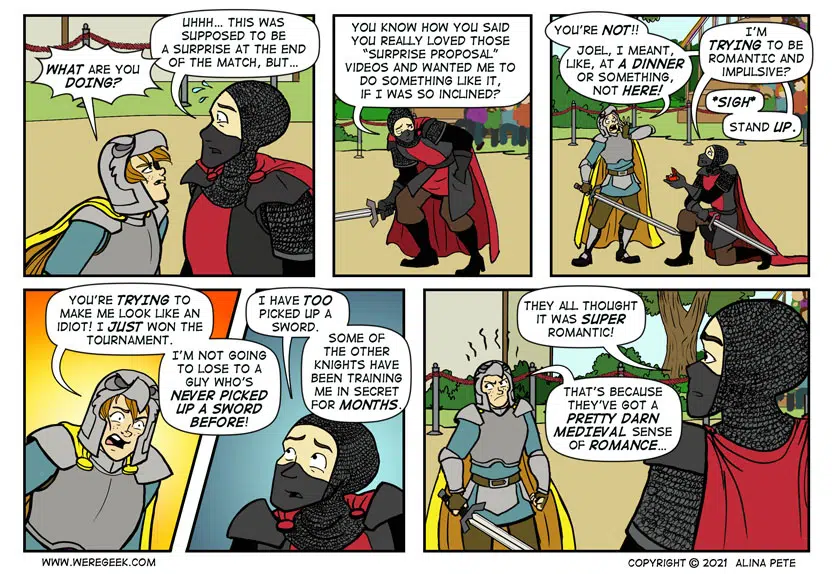 WHAT ARE YOU
DOING?
UHHH... THIS WAS
SUPPOSED TO BE
A SURPRISE AT THE END
OF THE MATCH, BUT...
YOU KNOW HOW YOU SAID
YOU REALLY LOVED THOSE
"SURPRISE PROPOSAL"
VIDEOS AND WANTED ME TO
DO SOMETHING LIKE IT,
IF I WAS SO INCLINED?
YOU'RE NOT!!
JOEL, I MEANT,
LIKE, AT A DINNER
OR SOMETHING,
NOT HERE!
I'M
TRYING TO BE
ROMANTIC AND
IMPULSIVE?
*SIGH*
STAND UP.
YOU'RE TRYING TO
MAKE ME LOOK LIKE AN
IDIOT! I JUST WON THE
TOURNAMENT.
I'M NOT GOING
TO LOSE TO A
GUY WHO'S
NEVER PICKED
UP A SWORD
BEFORE!
I HAVE TOO
PICKED UP A
SWORD.
SOME OF
THE OTHER
KNIGHTS HAVE
BEEN TRAINING
ME IN SECRET
FOR MONTHS.
THEY ALL THOUGHT
IT WAS SUPER
ROMANTIC!
THAT'S BECAUSE
THEY'VE GOT A
PRETTY DARN
MEDIEVAL SENSE
OF ROMANCE...
WWW.WEREGEEK.COM
COPYRIGHT © 2021 ALINA PETE